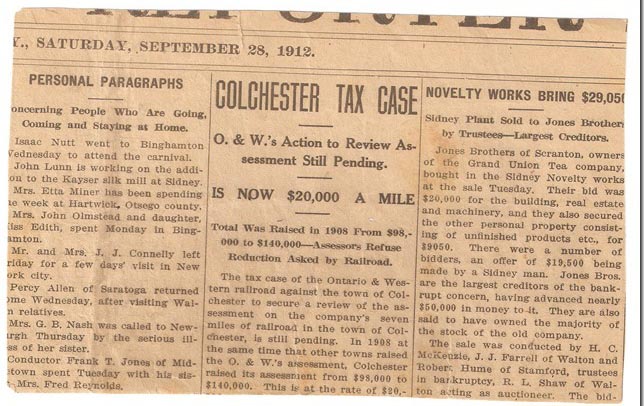 REPORTER
Y., SATURDAY, SEPTEMBER 28, 1912.
PERSONAL PARAGRAPHS
oncerning People Who Are Going,
Coming and Staying at Home.
Isaac Nutt went to Binghamton
Wednesday to attend the carnival.
John Lunn is working on the addi-
on to the Kayser silk mill at Sidney.
Mrs. Etta Miner has been spending
e week at Hartwick, Otsego county.
Mrs. John Olmstead and daughter,
iss Edith, spent Monday in Bing-
amton.
Mr. and Mrs. J. J. Connelly left
riday for a few days' visit in New
ork city.
Percy Allen of Saratoga returned
ome Wednesday, after visiting Wal-
n relatives.
Mrs. G. B. Nash was called to New-
urgh Thursday by the serious ill-
ss of her sister.
Conductor Frank T. Jones of Mid-
etown spent Tuesday with his sis-
Mrs. Fred Reynolds.
COLCHESTER TAX CASE
O. & W.'s Action to Review As-
sessment Still Pending.
IS NOW $20,000 A MILE
Total Was Raised in 1908 From $98,-
000 to $140,000—Assessors Refuse
Reduction Asked by Railroad.
The tax case of the Ontario & Wes-
tern railroad against the town of Col-
chester to secure a review of the as-
sessment on the company's seven
miles of railroad in the town of Col-
chester, is still pending. In 1908 at
the same time that other towns raised
the O. & W.'s assessment, Colchester
raised its assessment from $98,000 to
$140,000. This is at the rate of $20,-
NOVELTY WORKS BRING $29,050
Sidney Plant Sold to Jones Brothers
by Trustees—Largest Creditors.
Jones Brothers of Scranton, owners
of the Grand Union Tea company,
bought in the Sidney Novelty works
at the sale Tuesday. Their bid was
$20,000 for the building, real estate
and machinery, and they also secured
the other personal property consist-
ing of unfinished products etc., for
$9050. There were a number of
bidders, an offer of $19,500 being
made by a Sidney man. Jones Bros.
are the largest creditors of the bank-
rupt concern, having advanced nearly
$50,000 in money to it. They are also
said to have owned the majority of
the stock of the old company.
The sale was conducted by H. C.
McKenzie, J. J. Farrell of Walton and
Robert Hume of Stamford, trustees
in bankruptcy, R. L. Shaw of Wal-
ton acting as auctioneer. The bid-